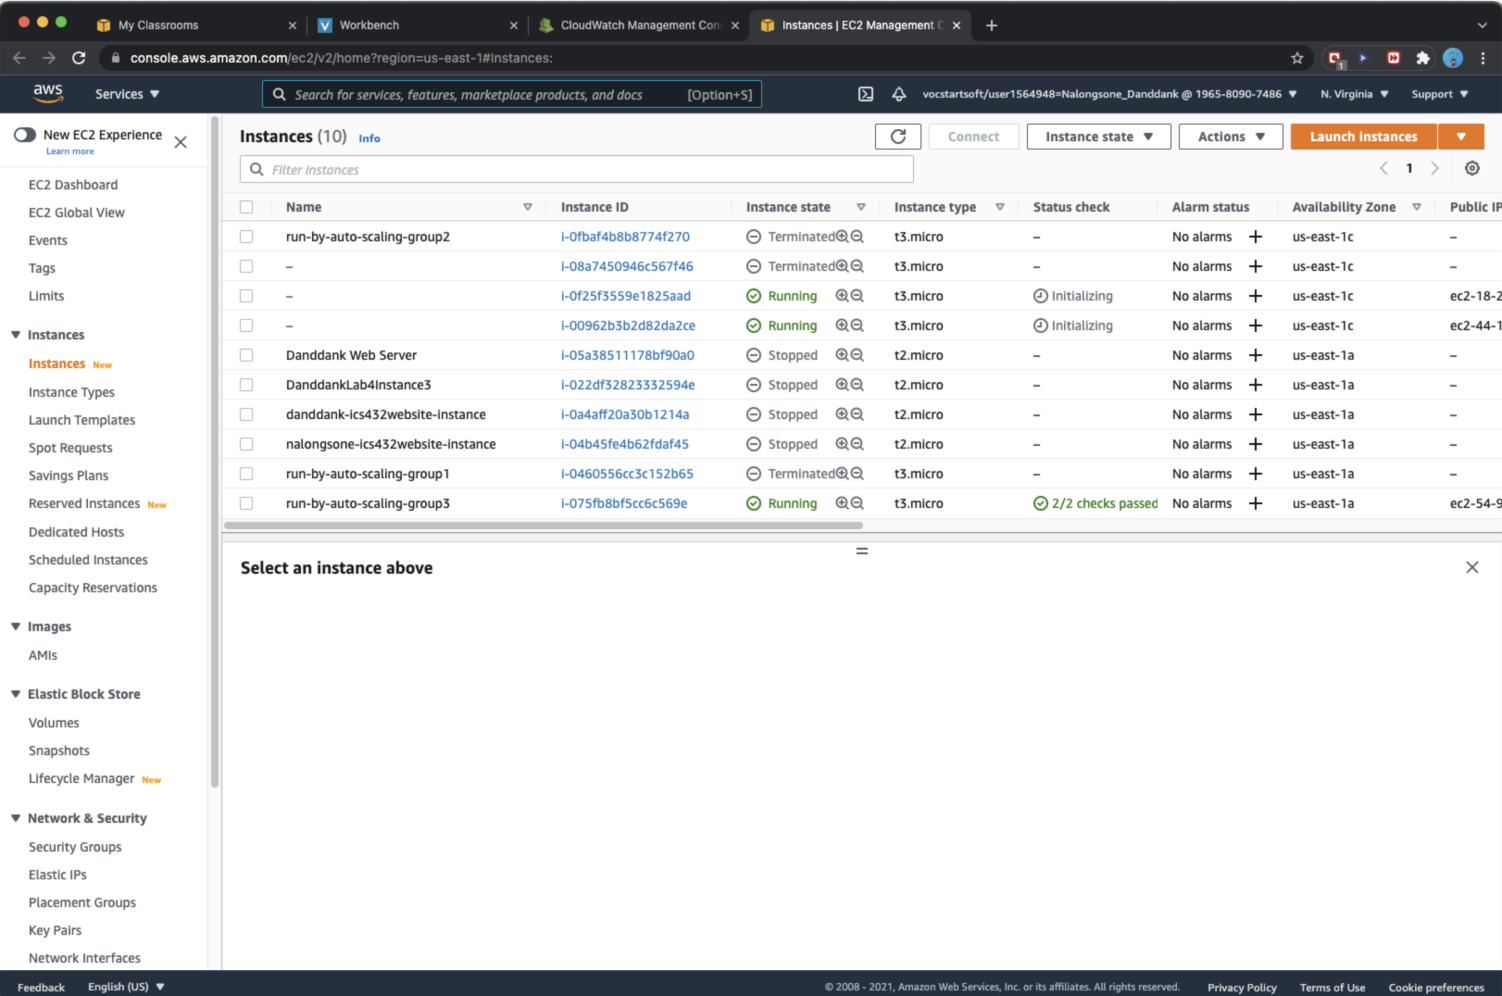 My Classrooms
Workbench
CloudWatch Management Con
Instances | EC2 Management C
console.aws.amazon.com/ec2/v2/home?region=us-east-1#Instances:
1
aws
Services
Search for services, features, marketplace products, and docs
[Option+S]
vocstartsoft/user1564948=Nalongsone_Danddank @ 1965-8090-7486
N. Virginia
Support
New EC2 Experience
Learn more
EC2 Dashboard
EC2 Global View
Events
Tags
Limits
Instances
Instances New
Instance Types
Launch Templates
Spot Requests
Savings Plans
Reserved Instances New
Dedicated Hosts
Scheduled Instances
Capacity Reservations
Images
AMIs
Elastic Block Store
Volumes
Snapshots
Lifecycle Manager New
Network & Security
Security Groups
Elastic IPs
Placement Groups
Key Pairs
Network Interfaces
Instances (10) Info
Connect
Instance state
Actions
Launch instances
Filter instances
1
Name Instance ID Instance state Instance type Status check Alarm status Availability Zone Public IP
run-by-auto-scaling-group2 i-0fbaf4b8b8774f270 Terminated t3.micro – No alarms + us-east-1c –
– i-08a7450946c567f46 Terminated t3.micro – No alarms + us-east-1c –
– i-0f25f3559e1825aad Running t3.micro Initializing No alarms + us-east-1c ec2-18-2
– i-00962b3b2d82da2ce Running t3.micro Initializing No alarms + us-east-1c ec2-44-1
Danddank Web Server i-05a38511178bf90a0 Stopped t2.micro – No alarms + us-east-1a –
DanddankLab4Instance3 i-022df32823332594e Stopped t2.micro – No alarms + us-east-1a –
danddank-ics432website-instance i-0a4aff20a30b1214a Stopped t2.micro – No alarms + us-east-1a –
nalongsone-ics432website-instance i-04b45fe4b62fdaf45 Stopped t2.micro – No alarms + us-east-1a –
run-by-auto-scaling-group1 i-0460556cc3c152b65 Terminated t3.micro – No alarms + us-east-1a –
run-by-auto-scaling-group3 i-075fb8bf5cc6c569e Running t3.micro 2/2 checks passed No alarms + us-east-1a ec2-54-9
Select an instance above
Feedback
English (US)
© 2008 - 2021, Amazon Web Services, Inc. or its affiliates. All rights reserved.
Privacy Policy
Terms of Use
Cookie preferences